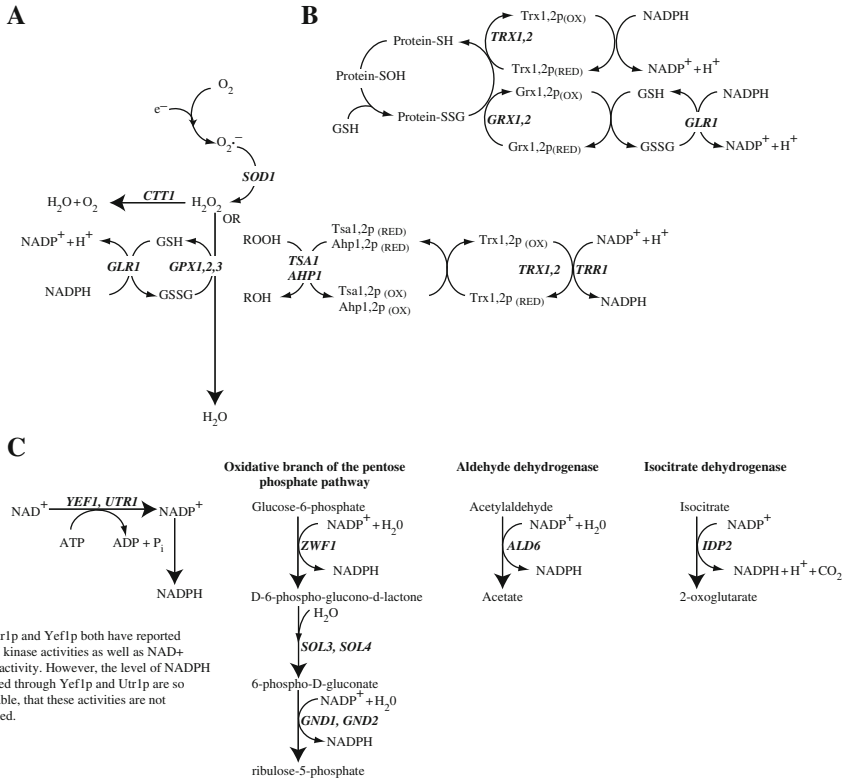 A
O2
e–
O2·–
SOD1
H2O + O2
CTT1
H2O2
OR
NADP+ + H+
GSH
GLR1
GPX1,2,3
NADPH
GSSG
H2O
ROOH
TSA1
AHP1
ROH
Tsa1,2p (RED)
Ahp1,2p (RED)
Tsa1,2p (OX)
Ahp1,2p (OX)
Trx1,2p (OX)
TRX1,2
Trx1,2p (RED)
NADP+ + H+
TRR1
NADPH
B
Protein-SH
Protein-SOH
GSH
Protein-SSG
TRX1,2
Trx1,2p(OX)
Trx1,2p(RED)
NADPH
NADP+ + H+
GRX1,2
Grx1,2p(OX)
Grx1,2p(RED)
GSH
GSSG
NADPH
GLR1
NADP+ + H+
C
NAD+
YEF1, UTR1
NADP+
ATP
ADP + Pi
NADPH
r1p and Yef1p both have reported
kinase activities as well as NAD+
activity. However, the level of NADPH
ed through Yef1p and Utr1p are so
ble, that these activities are not
ed.
Oxidative branch of the pentose
phosphate pathway
Glucose-6-phosphate
NADP+ + H20
ZWF1
NADPH
D-6-phospho-glucono-d-lactone
H2O
SOL3, SOL4
6-phospho-D-gluconate
NADP+ + H20
GND1, GND2
NADPH
ribulose-5-phosphate
Aldehyde dehydrogenase
Acetylaldehyde
NADP+ + H20
ALD6
NADPH
Acetate
Isocitrate dehydrogenase
Isocitrate
NADP+
IDP2
NADPH + H+ + CO2
2-oxoglutarate